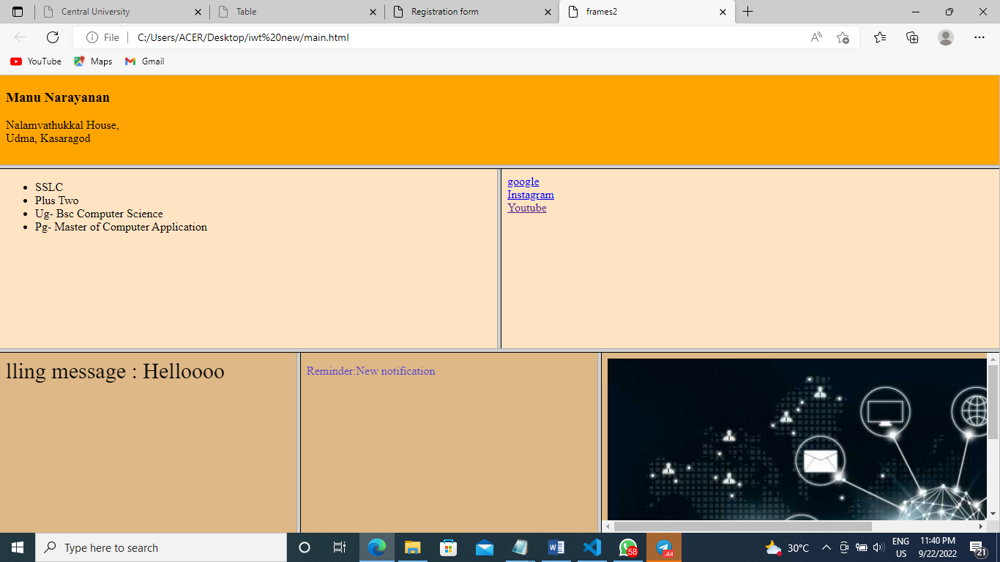 Central University
Table
Registration form
frames2
File
C:/Users/ACER/Desktop/iwt%20new/main.html
YouTube
Maps
Gmail
Manu Narayanan
Nalamvathukkal House,
Udma, Kasaragod
SSLC
Plus Two
Ug- Bsc Computer Science
Pg- Master of Computer Application
google
Instagram
Youtube
lling message : Helloooo
Reminder:New notification
Type here to search
58
44
30°C
ENG
US
11:40 PM
9/22/2022
21